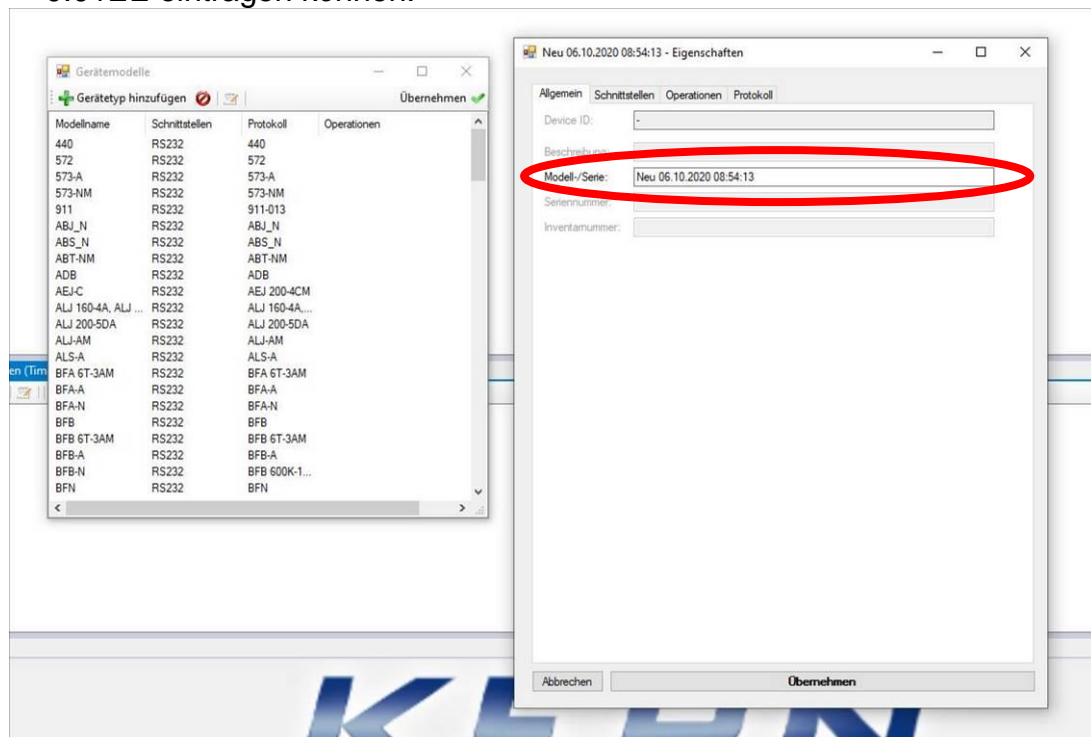 eintragen können.
Gerätemodelle
Gerätetyp hinzufügen Übernehmen
Modellname Schnittstellen Protokoll Operationen
440 RS232 440
572 RS232 572
573-A RS232 573-A
573-NM RS232 573-NM
911 RS232 911-013
ABJ_N RS232 ABJ_N
ABS_N RS232 ABS_N
ABT-NM RS232 ABT-NM
ADB RS232 ADB
AEJ-C RS232 AEJ 200-4CM
ALJ 160-4A, ALJ ... RS232 ALJ 160-4A,...
ALJ 200-5DA RS232 ALJ 200-5DA
ALJ-AM RS232 ALJ-AM
ALS-A RS232 ALS-A
BFA 6T-3AM RS232 BFA 6T-3AM
BFA-A RS232 BFA-A
BFA-N RS232 BFA-N
BFB RS232 BFB
BFB 6T-3AM RS232 BFB 6T-3AM
BFB-A RS232 BFB-A
BFB-N RS232 BFB 600K-1...
BFN RS232 BFN
en (Tim
Neu 06.10.2020 08:54:13 - Eigenschaften
Allgemein Schnittstellen Operationen Protokoll
Device ID: -
Beschreibung:
Modell-/Serie: Neu 06.10.2020 08:54:13
Seriennummer:
Inventarnummer:
Abbrechen Übernehmen
KERN